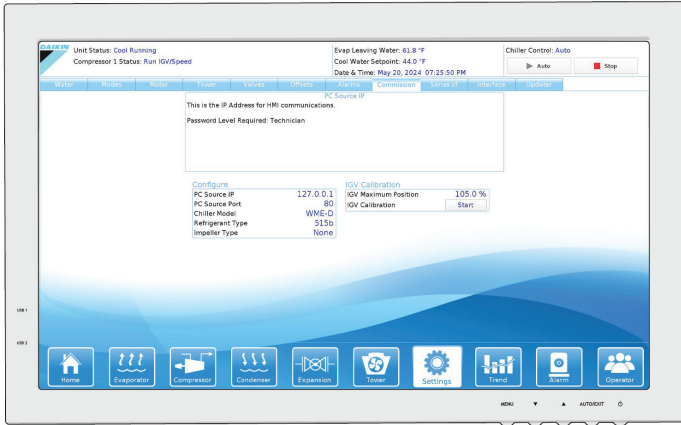 DAIKIN
Unit Status: Cool Running
Compressor 1 Status: Run IGV/Speed
Evap Leaving Water: 61.8 °F
Cool Water Setpoint: 44.0 °F
Date & Time: May 20, 2024 07:25:50 PM
Chiller Control: Auto
Auto
Stop
Water Modes Motor Tower Valves Offsets Alarms Commission Series cf Interface Updater
PC Source IP
This is the IP Address for HMI communications.
Password Level Required: Technician
Configure
PC Source IP 127.0.0.1
PC Source Port 80
Chiller Model WME-D
Refrigerant Type 515b
Impeller Type None
IGV Calibration
IGV Maximum Position 105.0 %
IGV Calibration Start
USB 1
USB 2
Home Evaporator Compressor Condenser Expansion Tower Settings Trend Alarm Operator
MENU ▼ ▲ AUTO/EXIT